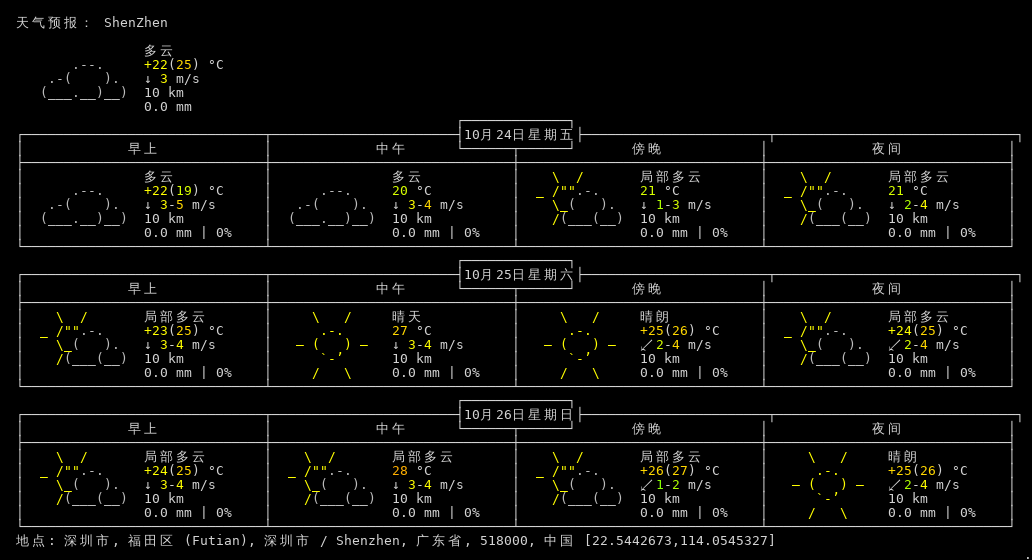 天气预报： ShenZhen
多云
+22(25) °C
↓ 3 m/s
10 km
0.0 mm
10月24日星期五
早上 中午 傍晚 夜间
多云 多云 局部多云 局部多云
+22(19) °C 20 °C 21 °C 21 °C
↓ 3-5 m/s ↓ 3-4 m/s ↓ 1-3 m/s ↓ 2-4 m/s
10 km 10 km 10 km 10 km
0.0 mm | 0% 0.0 mm | 0% 0.0 mm | 0% 0.0 mm | 0%
10月25日星期六
早上 中午 傍晚 夜间
局部多云 晴天 晴朗 局部多云
+23(25) °C 27 °C +25(26) °C +24(25) °C
↓ 3-4 m/s ↓ 3-4 m/s ↙ 2-4 m/s ↙ 2-4 m/s
10 km 10 km 10 km 10 km
0.0 mm | 0% 0.0 mm | 0% 0.0 mm | 0% 0.0 mm | 0%
10月26日星期日
早上 中午 傍晚 夜间
局部多云 局部多云 局部多云 晴朗
+24(25) °C 28 °C +26(27) °C +25(26) °C
↓ 3-4 m/s ↓ 3-4 m/s ↙ 1-2 m/s ↙ 2-4 m/s
10 km 10 km 10 km 10 km
0.0 mm | 0% 0.0 mm | 0% 0.0 mm | 0% 0.0 mm | 0%
地点: 深圳市, 福田区 (Futian), 深圳市 / Shenzhen, 广东省, 518000, 中国 [22.5442673,114.0545327]